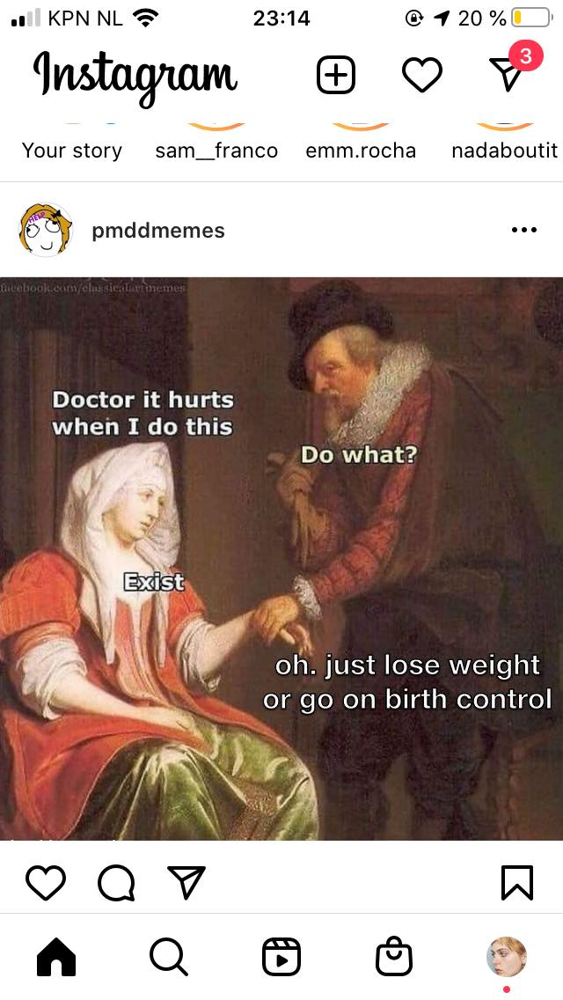 KPN NL 23:14 20 %
Instagram 3
Your story sam__franco emm.rocha nadaboutit
HELP
pmddmemes
facebook.com/classicalartmemes
Doctor it hurts
when I do this
Do what?
Exist
oh. just lose weight
or go on birth control